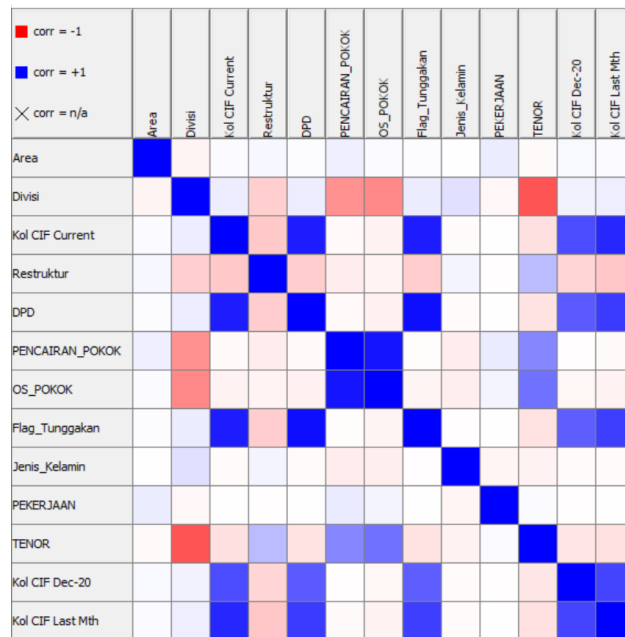 corr = -1
corr = +1
corr = n/a
Area
Divisi
Kol CIF Current
Restruktur
DPD
PENCAIRAN_POKOK
OS_POKOK
Flag_Tunggakan
Jenis_Kelamin
PEKERJAAN
TENOR
Kol CIF Dec-20
Kol CIF Last Mth
Area
Divisi
Kol CIF Current
Restruktur
DPD
PENCAIRAN_POKOK
OS_POKOK
Flag_Tunggakan
Jenis_Kelamin
PEKERJAAN
TENOR
Kol CIF Dec-20
Kol CIF Last Mth